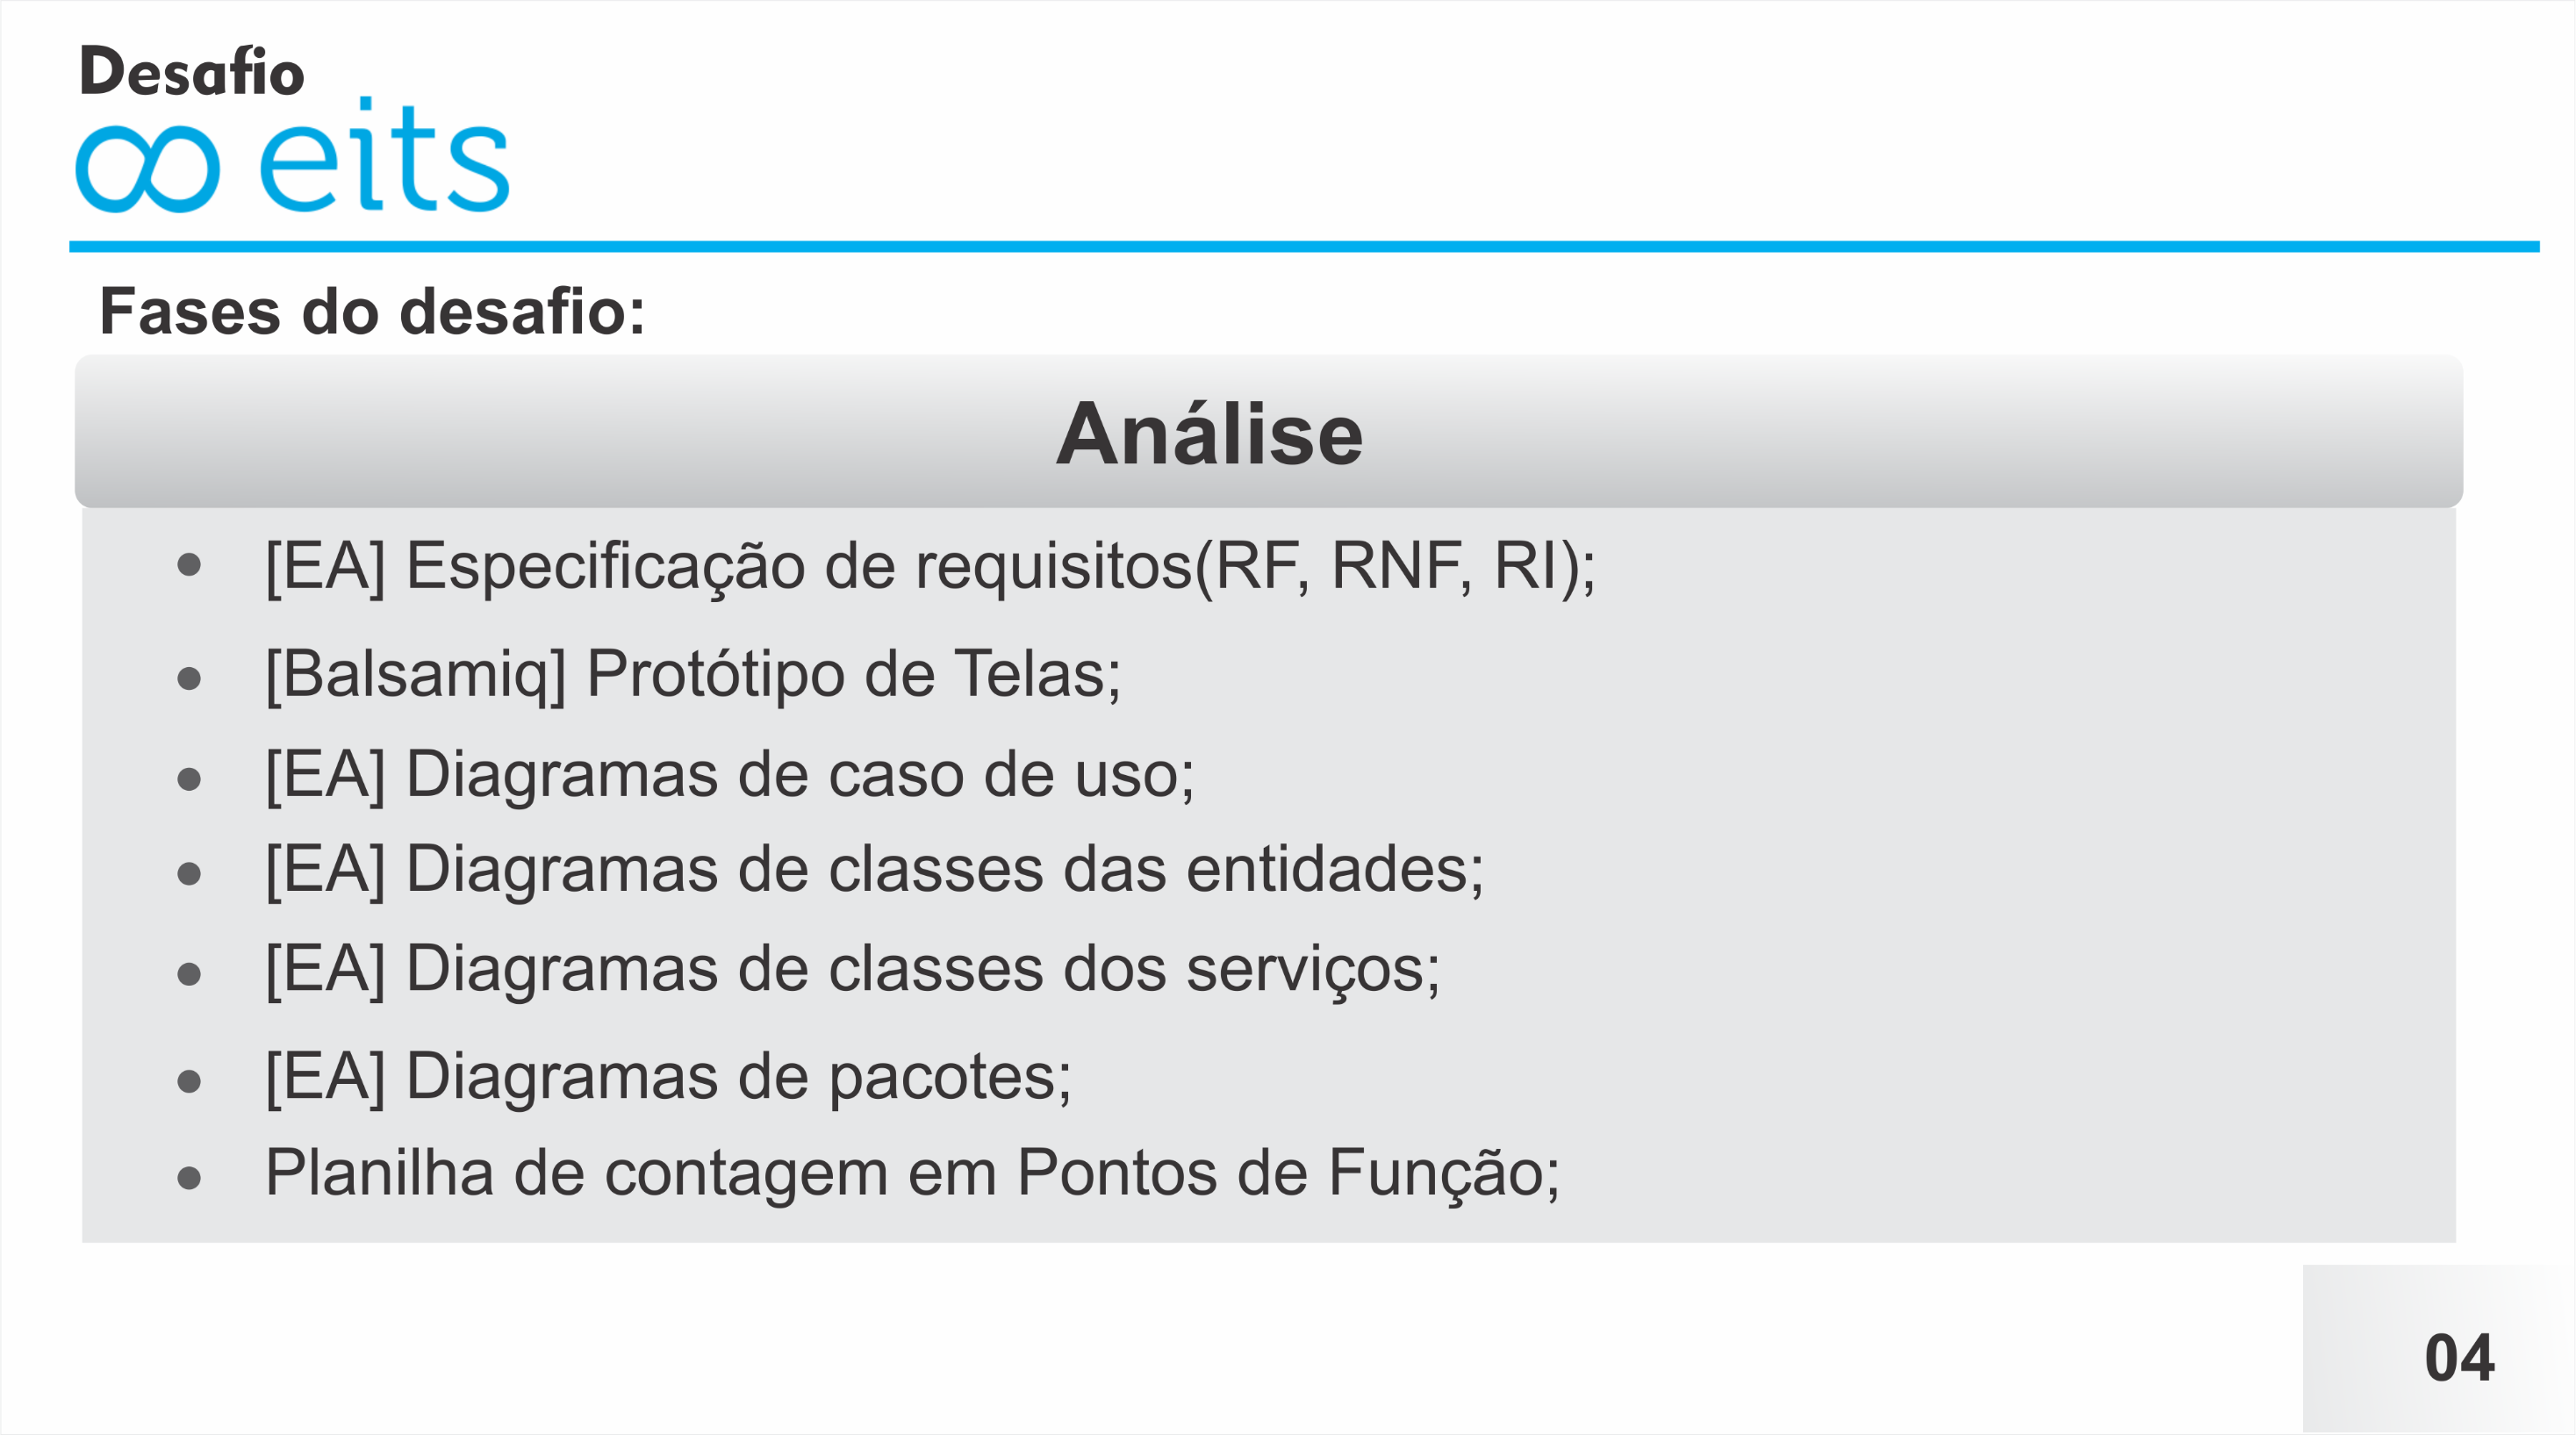 Desafio
eits
Fases do desafio:
Análise
• [EA] Especificação de requisitos(RF, RNF, RI);
• [Balsamiq] Protótipo de Telas;
• [EA] Diagramas de caso de uso;
• [EA] Diagramas de classes das entidades;
• [EA] Diagramas de classes dos serviços;
• [EA] Diagramas de pacotes;
• Planilha de contagem em Pontos de Função;
04